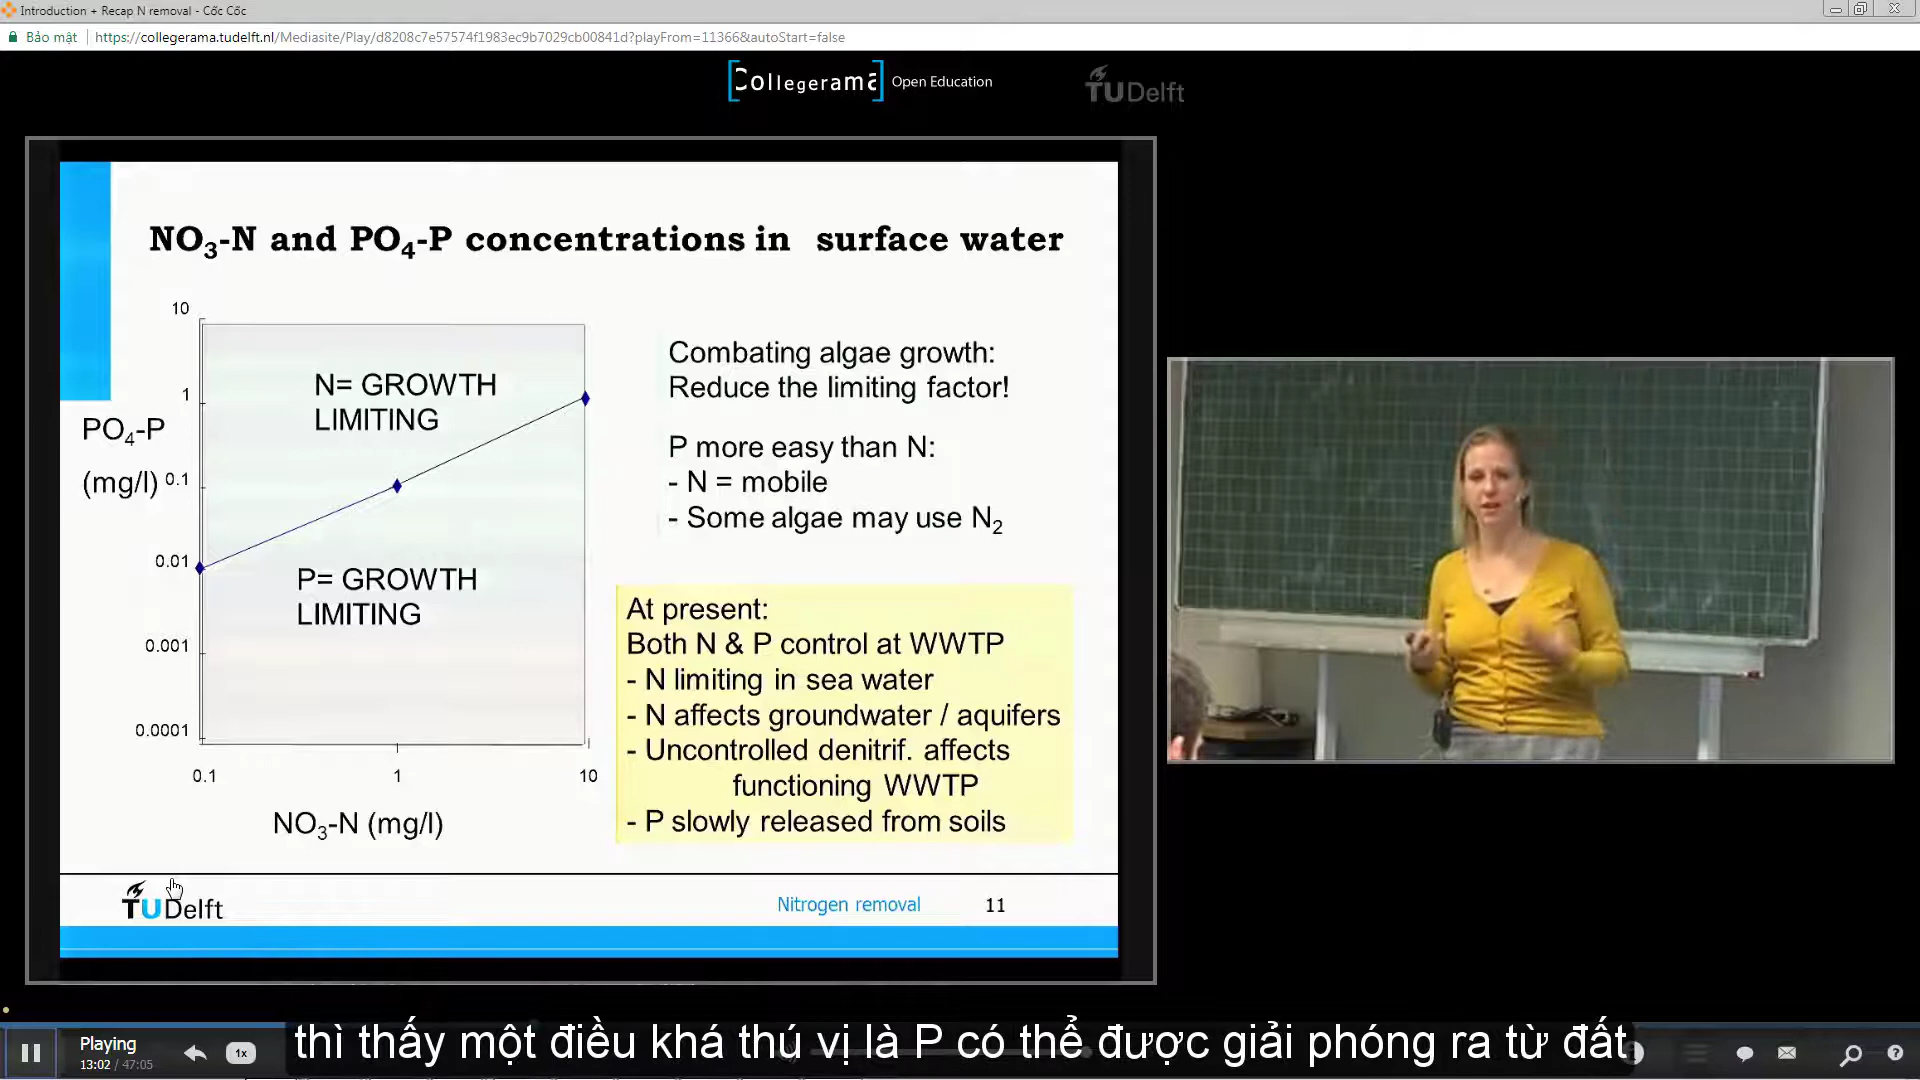 Introduction + Recap N removal - Cốc Cốc
Bảo mật
https://collegerama.tudelft.nl/Mediasite/Play/d8208c7e57574f1983ec9b7029cb00841d?playFrom=11366&autoStart=false
Collegerama Open Education
TU Delft
NO3-N and PO4-P concentrations in surface water
10
1
PO4-P
(mg/l)
0.1
0.01
0.001
0.0001
N= GROWTH
LIMITING
P= GROWTH
LIMITING
0.1 1 10
NO3-N (mg/l)
Combating algae growth:
Reduce the limiting factor!
P more easy than N:
- N = mobile
- Some algae may use N2
At present:
Both N & P control at WWTP
- N limiting in sea water
- N affects groundwater / aquifers
- Uncontrolled denitrif. affects
functioning WWTP
- P slowly released from soils
TU Delft
Nitrogen removal 11
Playing
13:02 / 47:05
1x
thì thấy một điều khá thú vị là P có thể được giải phóng ra từ đất